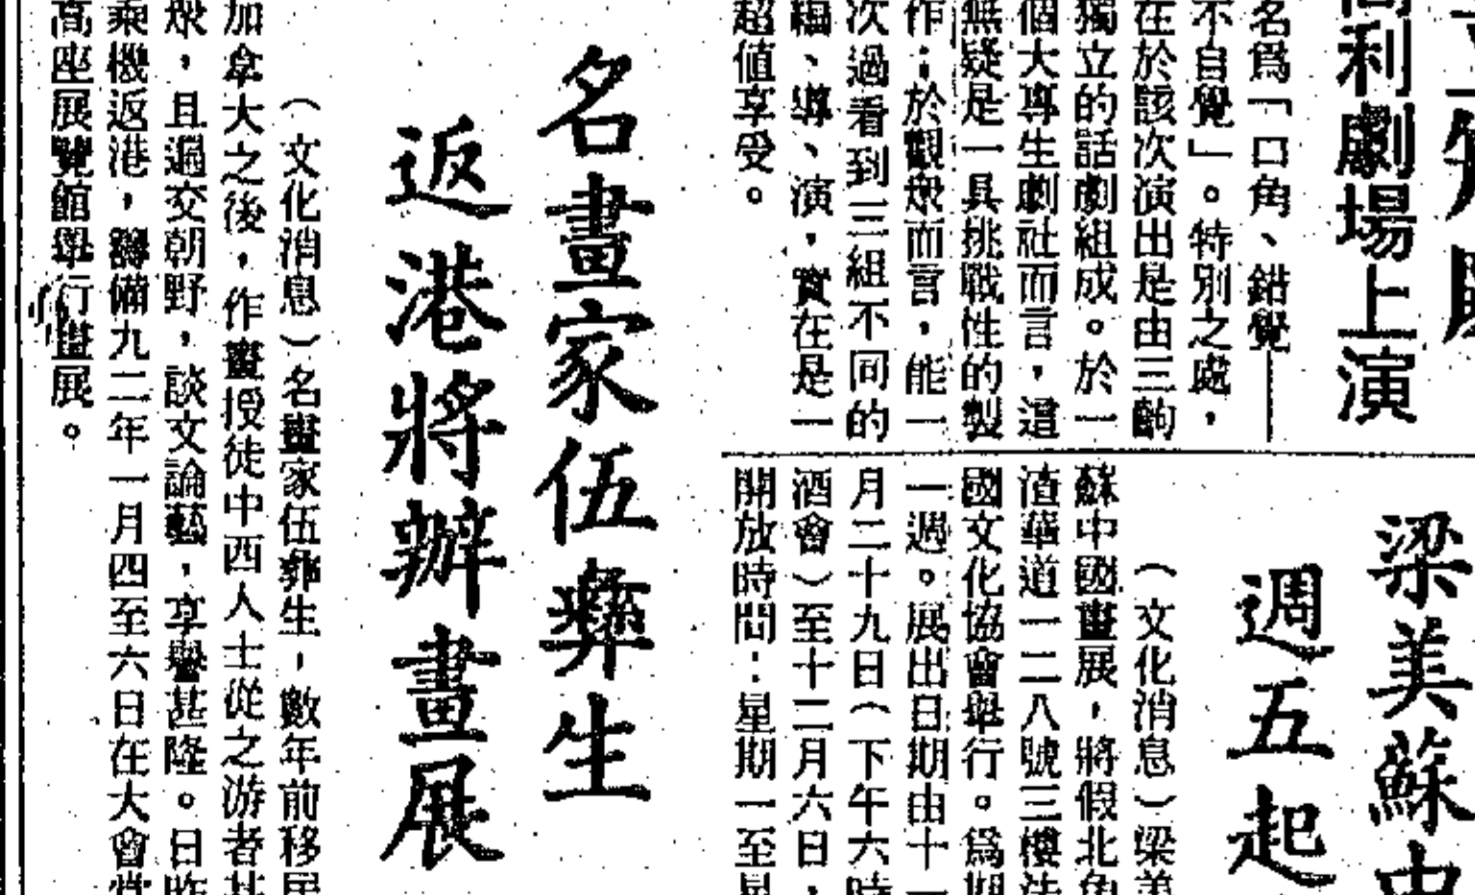 利劇場上演
名爲「口角、錯覺——
不自覺」。特別之處，
在於該次演出是由三齣
獨立的話劇組成。於一
個大專生劇社而言，這
無疑是一具挑戰性的製
作；於觀眾而言，能一
次過看到三組不同的
編、導、演，實在是一
超值享受。
梁美蘇中
週五起
（文化消息）梁美
蘇中國畫展，將假北角
渣華道一二八號三樓法
國文化協會舉行。爲期
一週。展出日期由十一
月二十九日（下午六時
酒會）至十二月六日，
開放時間：星期一至星
名畫家伍彝生
返港將辦畫展
（文化消息）名畫家伍彝生，數年前移居
加拿大之後，作畫授徒中西人士從之游者甚
眾，且遍交朝野，談文論藝，享譽甚隆。日昨
乘機返港，籌備九二年一月四至六日在大會堂
高座展覽館舉行畫展。